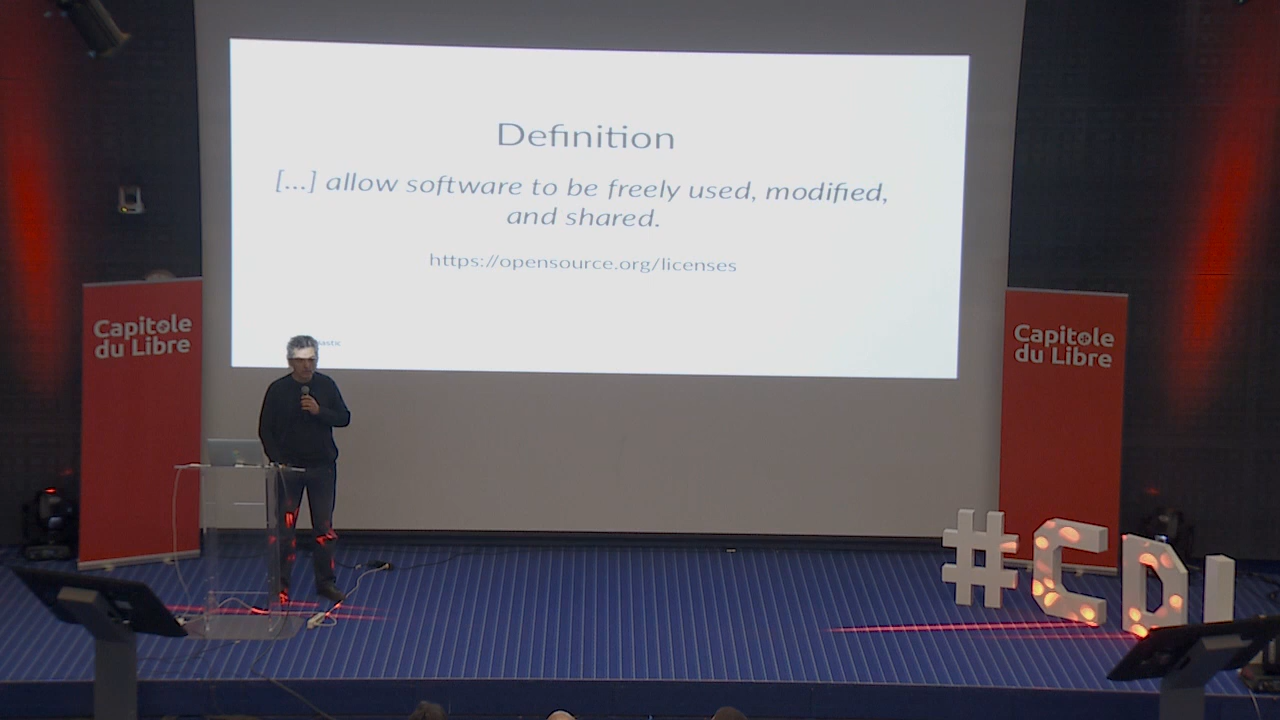 Definition
[...] allow software to be freely used, modified,
and shared.
https://opensource.org/licenses
Capitole
du Libre
Capitole
du Libre
#CDL